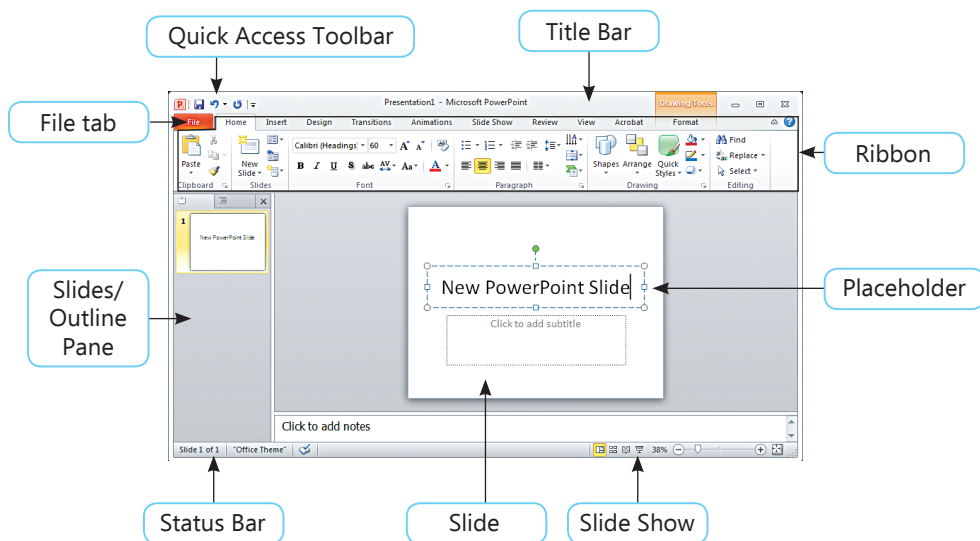 Quick Access Toolbar
Title Bar
File tab
Ribbon
Slides/
Outline
Pane
Placeholder
Status Bar
Slide
Slide Show
Presentation1 - Microsoft PowerPoint
Drawing Tools
File Home Insert Design Transitions Animations Slide Show Review View Acrobat Format
Paste
Clipboard
New
Slide
Slides
Calibri (Headings) 60
B I U S abc AV Aa A
Font
Paragraph
Shapes Arrange Quick
Styles
Drawing
Find
Replace
Select
Editing
1
New PowerPoint Slide
New PowerPoint Slide
Click to add subtitle
Click to add notes
Slide 1 of 1 "Office Theme" 38%